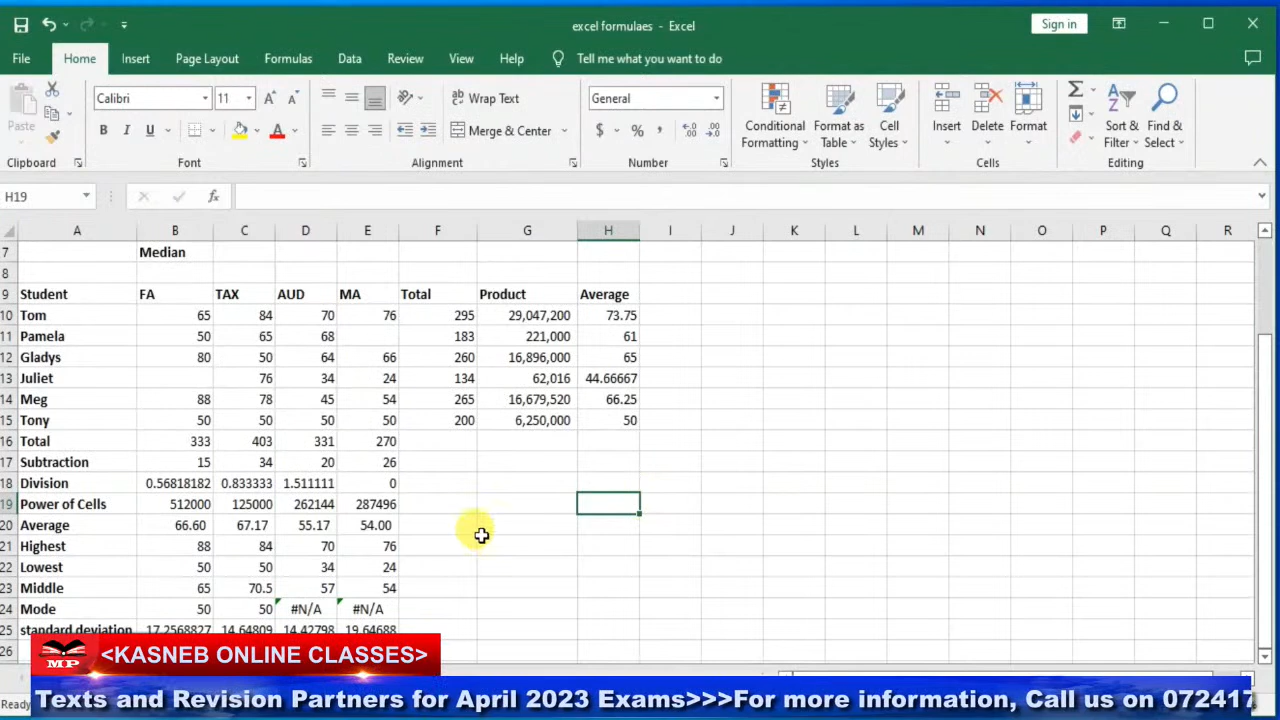 excel formulaes - Excel
Sign in
File Home Insert Page Layout Formulas Data Review View Help Tell me what you want to do
Paste
Calibri 11
Wrap Text
Merge & Center
General
Conditional Formatting
Format as Table
Cell Styles
Insert Delete Format
Sort & Filter
Find & Select
Clipboard Font Alignment Number Styles Cells Editing
H19
A B C D E F G H I J K L M N O P Q R
7 Median
8
9 Student FA TAX AUD MA Total Product Average
10 Tom 65 84 70 76 295 29,047,200 73.75
11 Pamela 50 65 68 183 221,000 61
12 Gladys 80 50 64 66 260 16,896,000 65
13 Juliet 76 34 24 134 62,016 44.66667
14 Meg 88 78 45 54 265 16,679,520 66.25
15 Tony 50 50 50 50 200 6,250,000 50
16 Total 333 403 331 270
17 Subtraction 15 34 20 26
18 Division 0.56818182 0.833333 1.511111 0
19 Power of Cells 512000 125000 262144 287496
20 Average 66.60 67.17 55.17 54.00
21 Highest 88 84 70 76
22 Lowest 50 50 34 24
23 Middle 65 70.5 57 54
24 Mode 50 50 #N/A #N/A
25 standard deviation 17.2568827 14.64809 14.42798 19.64688
26
MP <KASNEB ONLINE CLASSES>
Texts and Revision Partners for April 2023 Exams>>>For more information, Call us on 072417
Ready